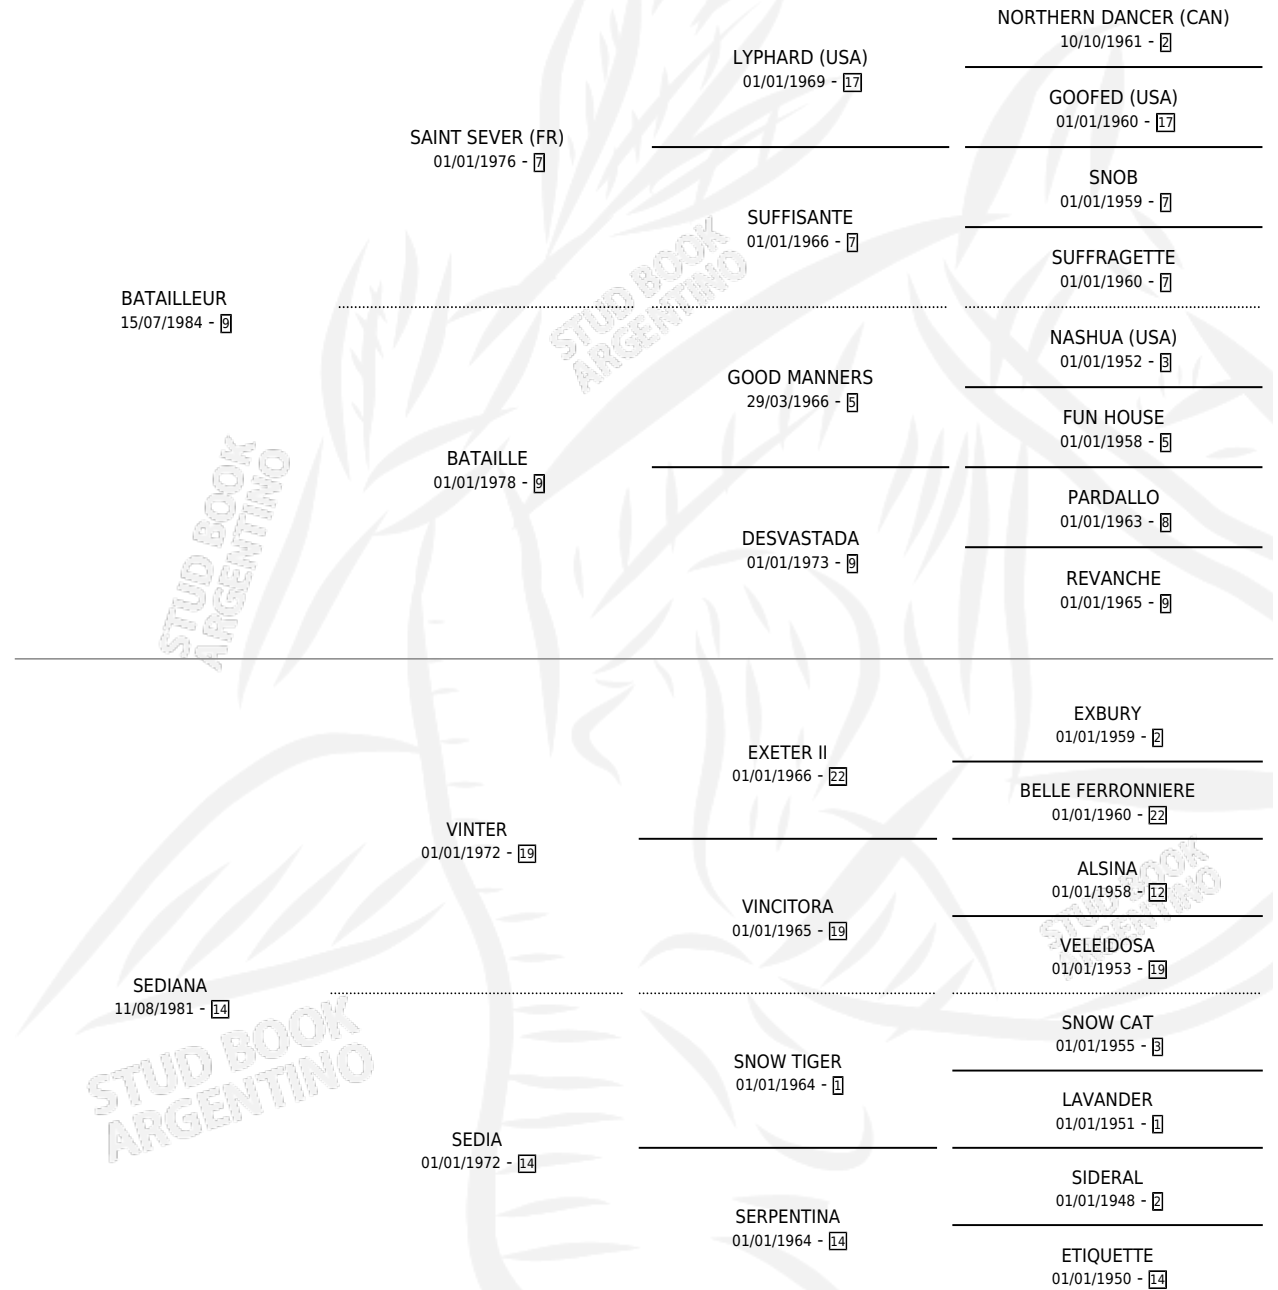 NORTHERN DANCER (CAN)
10/10/1961 - 2
LYPHARD (USA)
01/01/1969 - 17
GOOFED (USA)
01/01/1960 - 17
SAINT SEVER (FR)
01/01/1976 - 7
SNOB
01/01/1959 - 7
SUFFISANTE
01/01/1966 - 7
SUFFRAGETTE
01/01/1960 - 7
BATAILLEUR
15/07/1984 - 9
NASHUA (USA)
01/01/1952 - 3
GOOD MANNERS
29/03/1966 - 5
FUN HOUSE
01/01/1958 - 5
BATAILLE
01/01/1978 - 9
PARDALLO
01/01/1963 - 8
DESVASTADA
01/01/1973 - 9
REVANCHE
01/01/1965 - 9
EXBURY
01/01/1959 - 2
EXETER II
01/01/1966 - 22
BELLE FERRONNIERE
01/01/1960 - 22
VINTER
01/01/1972 - 19
ALSINA
01/01/1958 - 12
VINCITORA
01/01/1965 - 19
VELEIDOSA
01/01/1953 - 19
SEDIANA
11/08/1981 - 14
SNOW CAT
01/01/1955 - 3
SNOW TIGER
01/01/1964 - 1
LAVANDER
01/01/1951 - 1
SEDIA
01/01/1972 - 14
SIDERAL
01/01/1948 - 2
SERPENTINA
01/01/1964 - 14
ETIQUETTE
01/01/1950 - 14
STUD BOOK
ARGENTINO
STUD BOOK
ARGENTINO
STUD BOOK
ARGENTINO
STUD BOOK
ARGENTINO